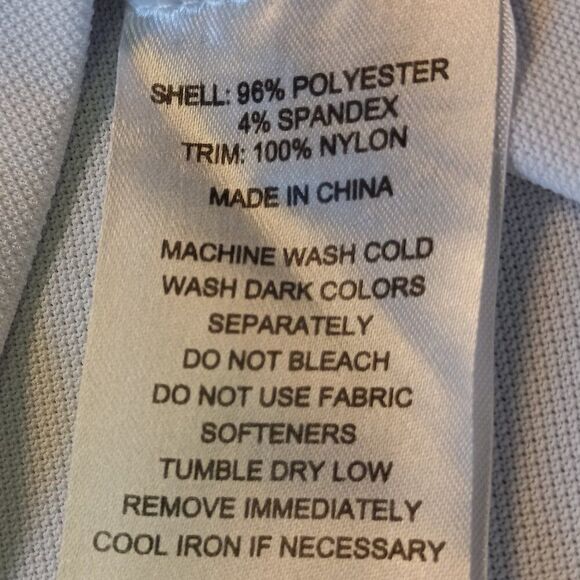 SHELL: 96% POLYESTER
4% SPANDEX
TRIM: 100% NYLON
MADE IN CHINA
MACHINE WASH COLD
WASH DARK COLORS
SEPARATELY
DO NOT BLEACH
DO NOT USE FABRIC
SOFTENERS
TUMBLE DRY LOW
REMOVE IMMEDIATELY
COOL IRON IF NECESSARY